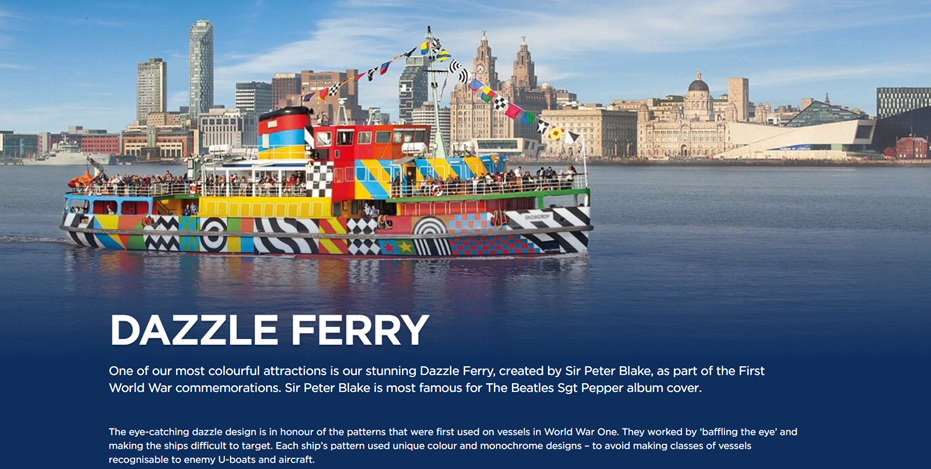 SNOWDROP
DAZZLE FERRY
One of our most colourful attractions is our stunning Dazzle Ferry, created by Sir Peter Blake, as part of the First
World War commemorations. Sir Peter Blake is most famous for The Beatles Sgt Pepper album cover.
The eye-catching dazzle design is in honour of the patterns that were first used on vessels in World War One. They worked by ‘baffling the eye’ and
making the ships difficult to target. Each ship's pattern used unique colour and monochrome designs – to avoid making classes of vessels
recognisable to enemy U-boats and aircraft.